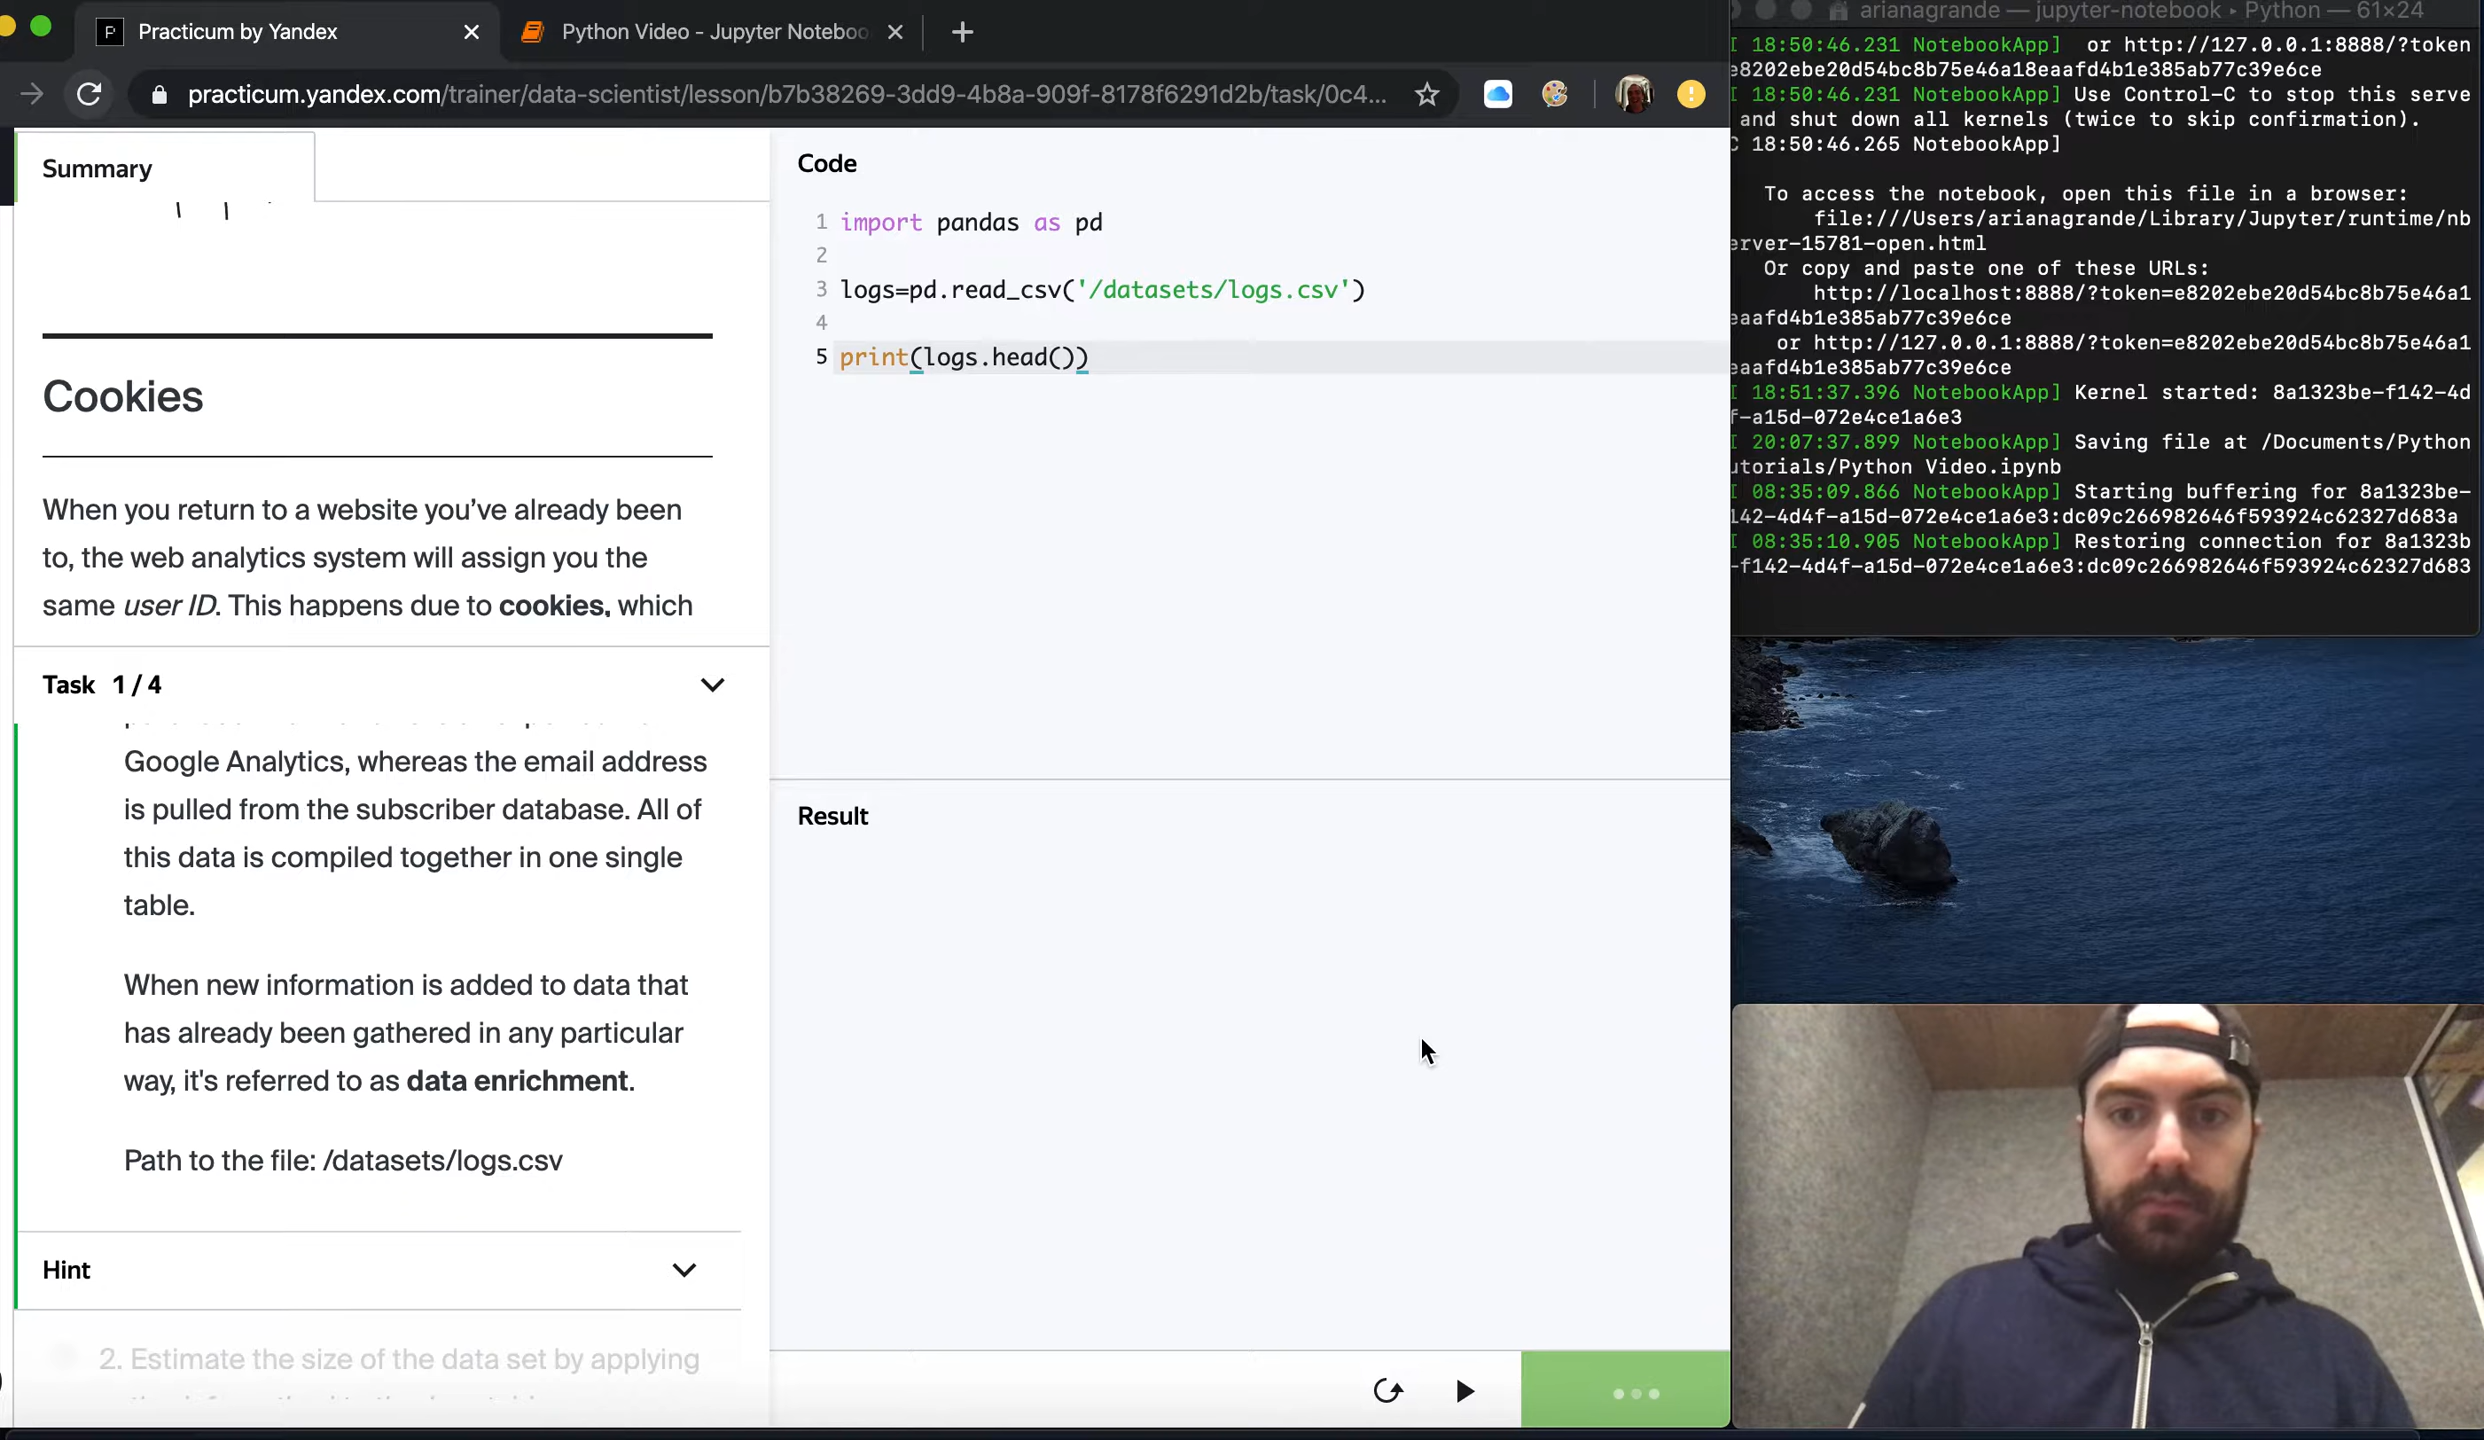 Practicum by Yandex
Python Video - Jupyter Noteboo
practicum.yandex.com/trainer/data-scientist/lesson/b7b38269-3dd9-4b8a-909f-8178f6291d2b/task/0c4...
Summary
Cookies
When you return to a website you’ve already been
to, the web analytics system will assign you the
same user ID. This happens due to cookies, which
Task 1 / 4
Google Analytics, whereas the email address
is pulled from the subscriber database. All of
this data is compiled together in one single
table.
When new information is added to data that
has already been gathered in any particular
way, it's referred to as data enrichment.
Path to the file: /datasets/logs.csv
Hint
2. Estimate the size of the data set by applying
Code
1 import pandas as pd
2
3 logs=pd.read_csv('/datasets/logs.csv')
4
5 print(logs.head())
Result
arianagrande — jupyter-notebook ▸ Python — 61×24
I 18:50:46.231 NotebookApp] or http://127.0.0.1:8888/?token
e8202ebe20d54bc8b75e46a18eaafd4b1e385ab77c39e6ce
I 18:50:46.231 NotebookApp] Use Control-C to stop this serve
and shut down all kernels (twice to skip confirmation).
C 18:50:46.265 NotebookApp]
To access the notebook, open this file in a browser:
file:///Users/arianagrande/Library/Jupyter/runtime/nb
erver-15781-open.html
Or copy and paste one of these URLs:
http://localhost:8888/?token=e8202ebe20d54bc8b75e46a1
eaafd4b1e385ab77c39e6ce
or http://127.0.0.1:8888/?token=e8202ebe20d54bc8b75e46a1
eaafd4b1e385ab77c39e6ce
I 18:51:37.396 NotebookApp] Kernel started: 8a1323be-f142-4d
f-a15d-072e4ce1a6e3
I 20:07:37.899 NotebookApp] Saving file at /Documents/Python
utorials/Python Video.ipynb
I 08:35:09.866 NotebookApp] Starting buffering for 8a1323be-
142-4d4f-a15d-072e4ce1a6e3:dc09c266982646f593924c62327d683a
I 08:35:10.905 NotebookApp] Restoring connection for 8a1323b
-f142-4d4f-a15d-072e4ce1a6e3:dc09c266982646f593924c62327d683